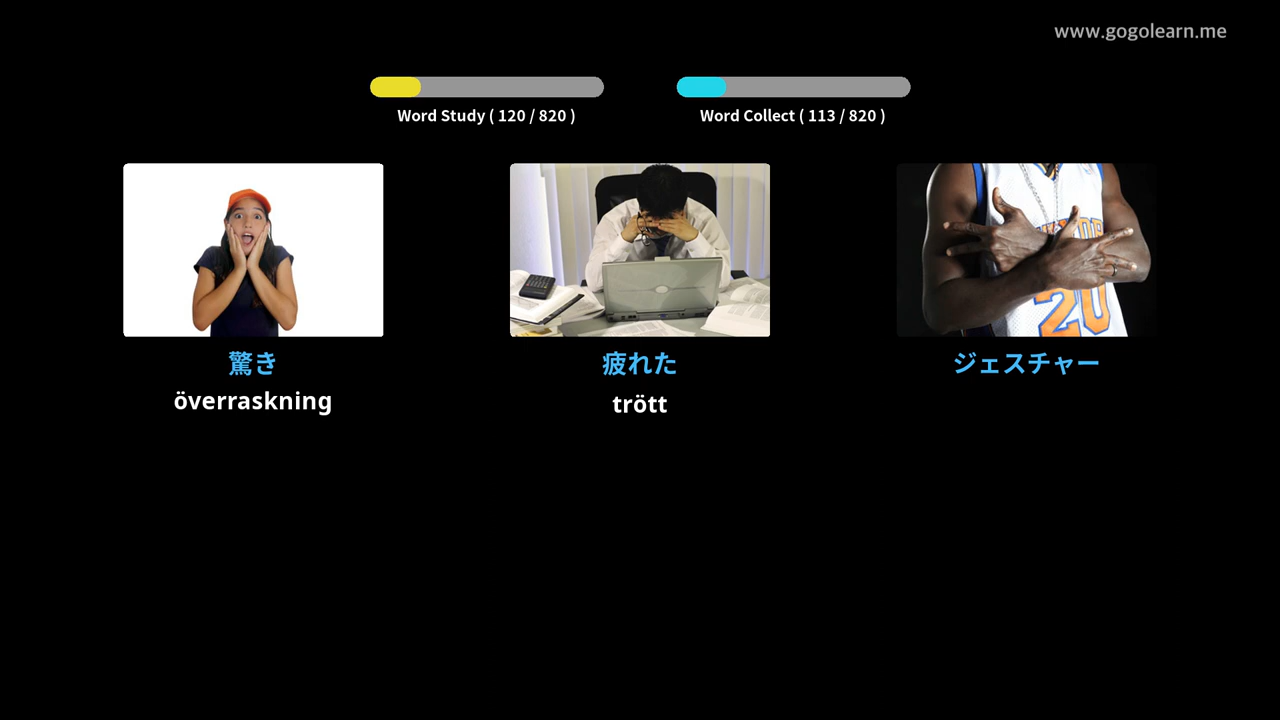 www.gogolearn.me
Word Study ( 120 / 820 )
Word Collect ( 113 / 820 )
驚き
疲れた
ジェスチャー
överraskning
trött
20